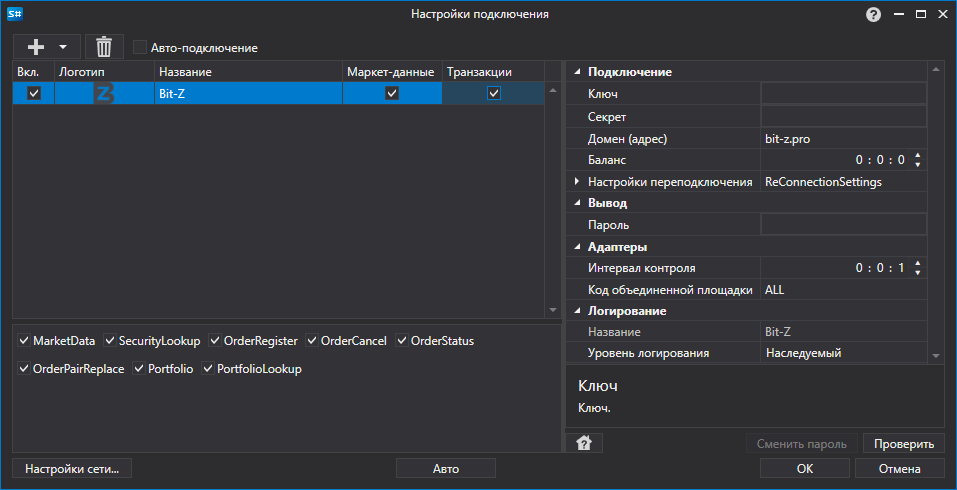 S#
Настройки подключения
?
Авто-подключение
Вкл. Логотип Название Маркет-данные Транзакции
Bit-Z
MarketData SecurityLookup OrderRegister OrderCancel OrderStatus
OrderPairReplace Portfolio PortfolioLookup
Подключение
Ключ
Секрет
Домен (адрес) bit-z.pro
Баланс 0 : 0 : 0
Настройки переподключения ReConnectionSettings
Вывод
Пароль
Адаптеры
Интервал контроля 0 : 0 : 1
Код объединенной площадки ALL
Логирование
Название Bit-Z
Уровень логирования Наследуемый
Ключ
Ключ.
?
Сменить пароль Проверить
Настройки сети... Авто OK Отмена